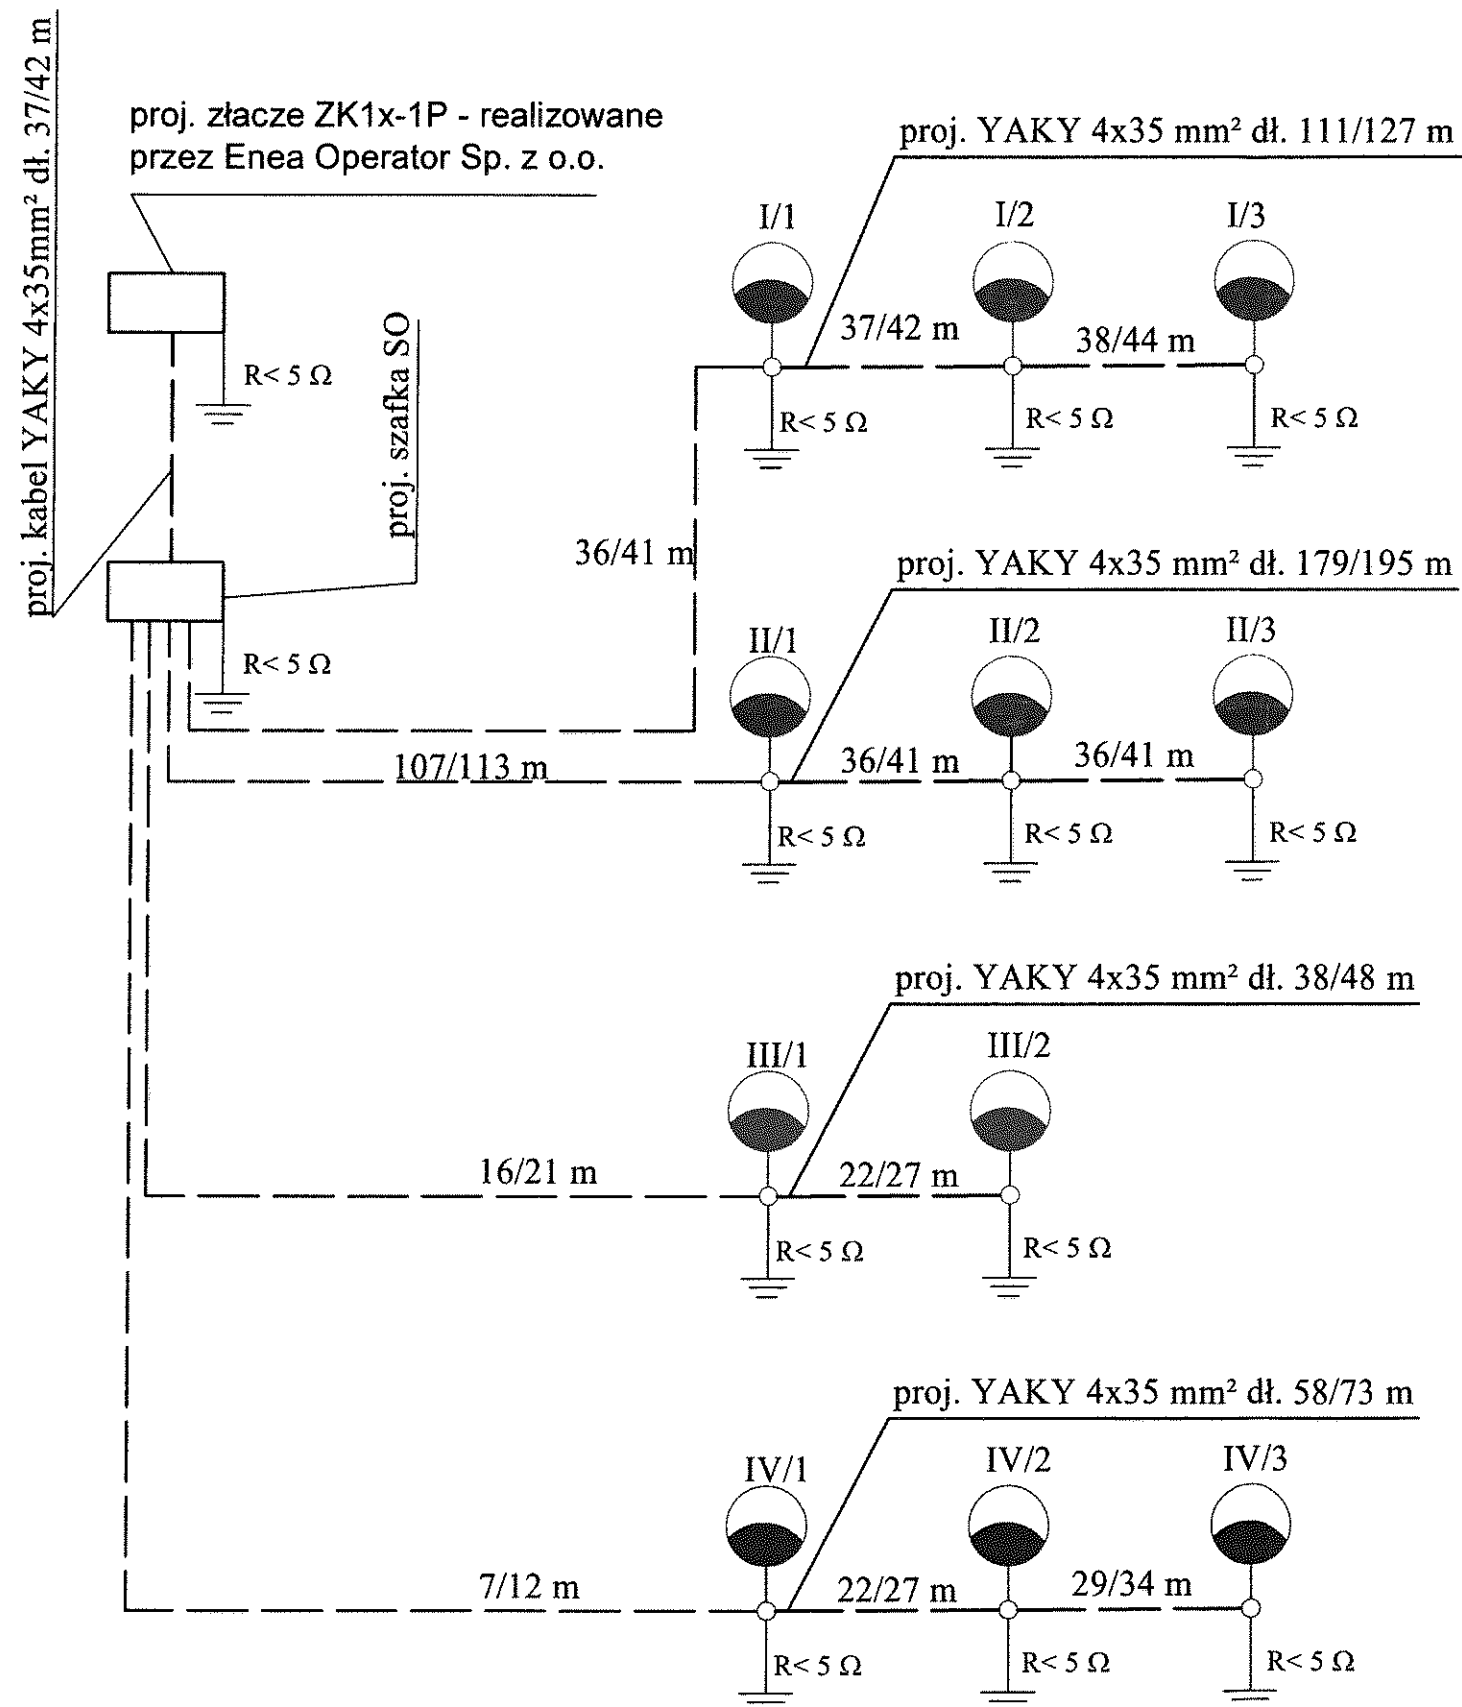 proj. kabel YAKY 4x35mm² dł. 37/42 m
proj. złacze ZK1x-1P - realizowane
przez Enea Operator Sp. z o.o.
R< 5 Ω
proj. szafka SO
R< 5 Ω
proj. YAKY 4x35 mm² dł. 111/127 m
I/1
I/2
I/3
37/42 m
38/44 m
R< 5 Ω
R< 5 Ω
R< 5 Ω
36/41 m
proj. YAKY 4x35 mm² dł. 179/195 m
II/1
II/2
II/3
107/113 m
36/41 m
36/41 m
R< 5 Ω
R< 5 Ω
R< 5 Ω
proj. YAKY 4x35 mm² dł. 38/48 m
III/1
III/2
16/21 m
22/27 m
R< 5 Ω
R< 5 Ω
proj. YAKY 4x35 mm² dł. 58/73 m
IV/1
IV/2
IV/3
7/12 m
22/27 m
29/34 m
R< 5 Ω
R< 5 Ω
R< 5 Ω